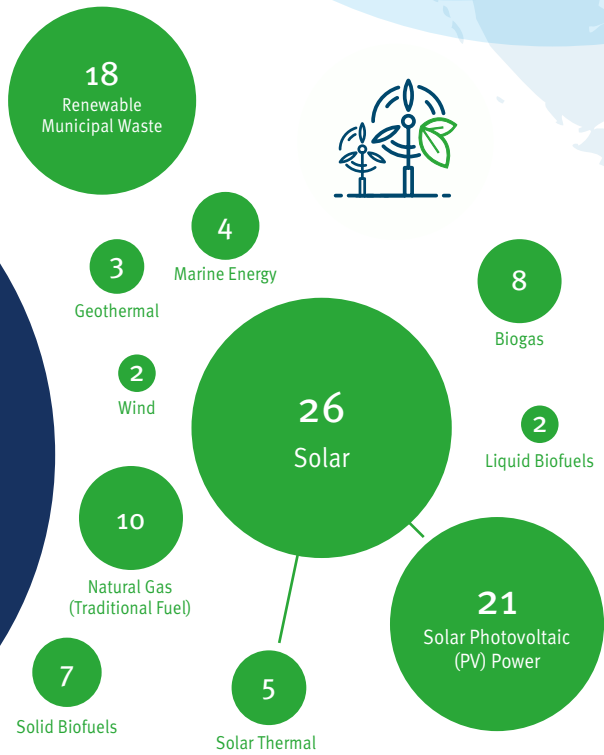 18
Renewable
Municipal Waste
4
Marine Energy
3
Geothermal
8
Biogas
2
Wind
26
Solar
2
Liquid Biofuels
10
Natural Gas
(Traditional Fuel)
21
Solar Photovoltaic
(PV) Power
7
Solid Biofuels
5
Solar Thermal